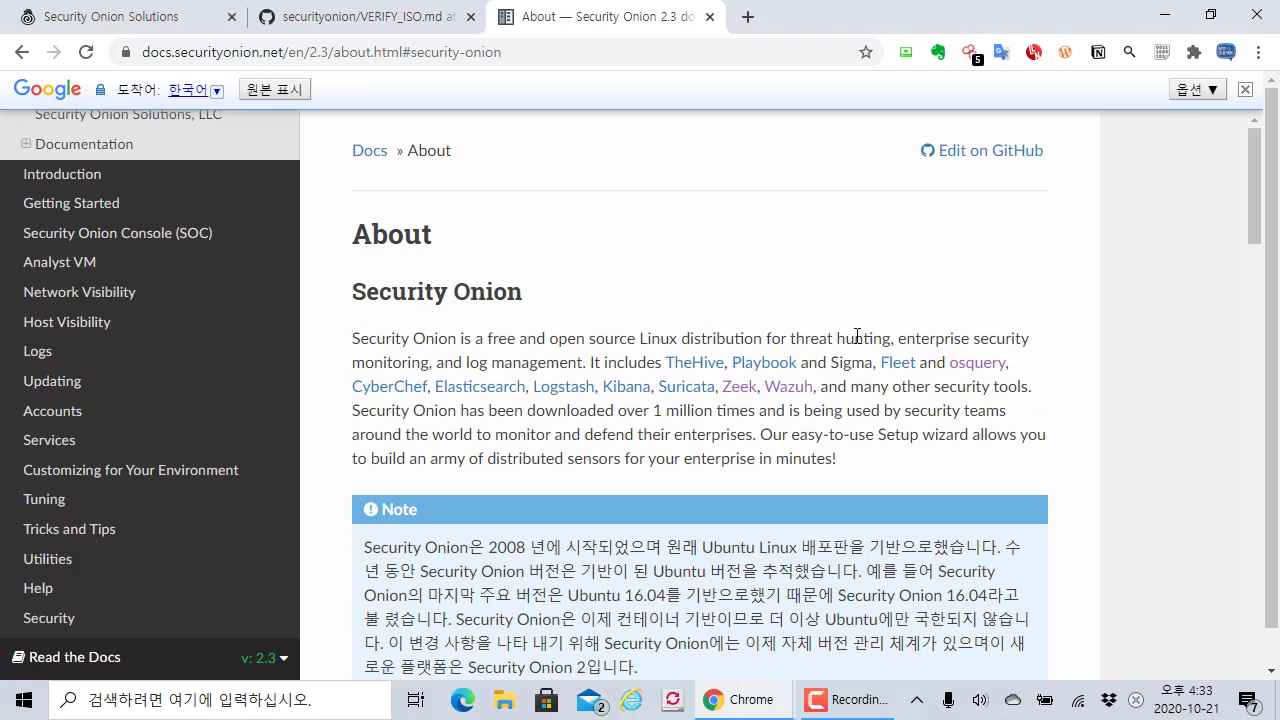 Security Onion Solutions
securityonion/VERIFY_ISO.md at
About — Security Onion 2.3 do
docs.securityonion.net/en/2.3/about.html#security-onion
5
Google 도착어: 한국어 ▼ 원본 표시 옵션 ▼
Security Onion Solutions, LLC
Documentation
Introduction
Getting Started
Security Onion Console (SOC)
Analyst VM
Network Visibility
Host Visibility
Logs
Updating
Accounts
Services
Customizing for Your Environment
Tuning
Tricks and Tips
Utilities
Help
Security
Read the Docs v: 2.3
Docs » About
Edit on GitHub
About
Security Onion
Security Onion is a free and open source Linux distribution for threat hunting, enterprise security
monitoring, and log management. It includes TheHive, Playbook and Sigma, Fleet and osquery,
CyberChef, Elasticsearch, Logstash, Kibana, Suricata, Zeek, Wazuh, and many other security tools.
Security Onion has been downloaded over 1 million times and is being used by security teams
around the world to monitor and defend their enterprises. Our easy-to-use Setup wizard allows you
to build an army of distributed sensors for your enterprise in minutes!
Note
Security Onion은 2008 년에 시작되었으며 원래 Ubuntu Linux 배포판을 기반으로했습니다. 수
년 동안 Security Onion 버전은 기반이 된 Ubuntu 버전을 추적했습니다. 예를 들어 Security
Onion의 마지막 주요 버전은 Ubuntu 16.04를 기반으로했기 때문에 Security Onion 16.04라고
불 렸습니다. Security Onion은 이제 컨테이너 기반이므로 더 이상 Ubuntu에만 국한되지 않습니
다. 이 변경 사항을 나타 내기 위해 Security Onion에는 이제 자체 버전 관리 체계가 있으며이 새
로운 플랫폼은 Security Onion 2입니다.
검색하려면 여기에 입력하십시오.
2
Chrome
Recordin...
오후 4:33
2020-10-21
7